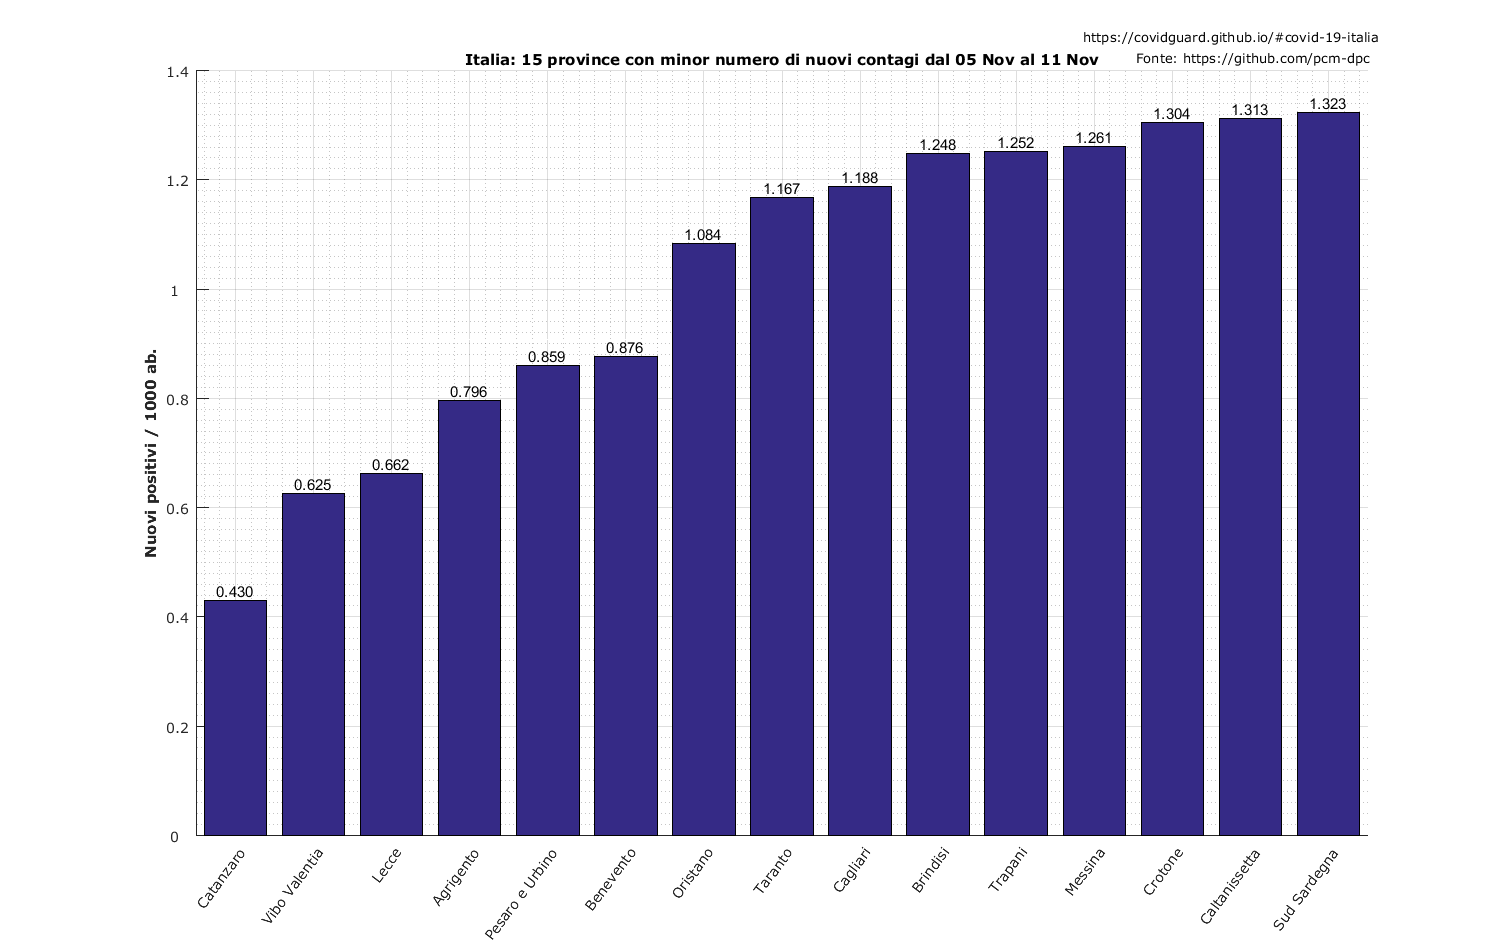 https://covidguard.github.io/#covid-19-italia
Italia: 15 province con minor numero di nuovi contagi dal 05 Nov al 11 Nov
Fonte: https://github.com/pcm-dpc
Nuovi positivi / 1000 ab.
1.4
1.2
1
0.8
0.6
0.4
0.2
0
0.430
0.625
0.662
0.796
0.859
0.876
1.084
1.167
1.188
1.248
1.252
1.261
1.304
1.313
1.323
Catanzaro
Vibo Valentia
Lecce
Agrigento
Pesaro e Urbino
Benevento
Oristano
Taranto
Cagliari
Brindisi
Trapani
Messina
Crotone
Caltanissetta
Sud Sardegna